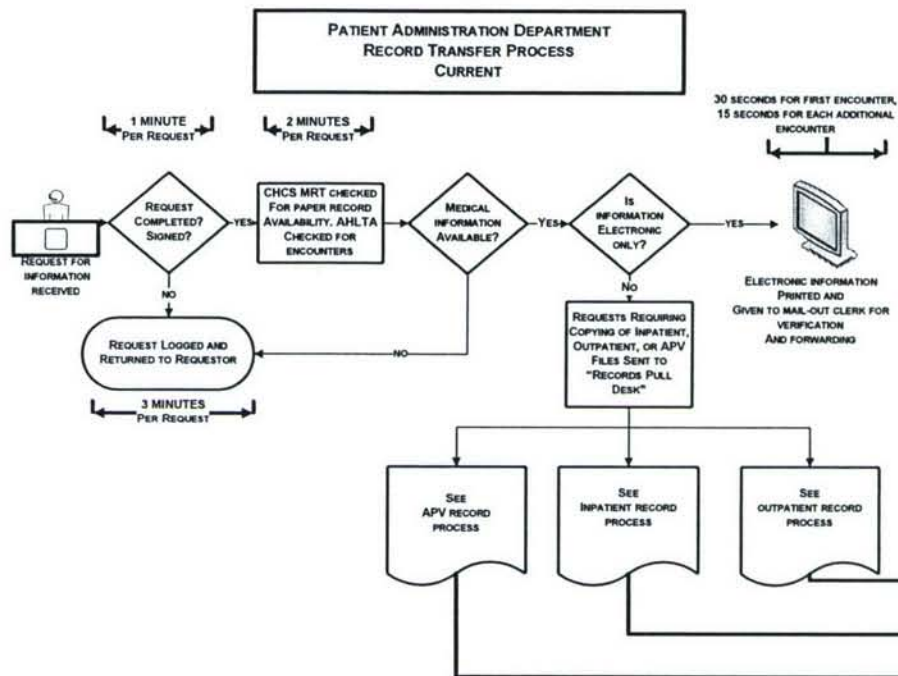 PATIENT ADMINISTRATION DEPARTMENT
RECORD TRANSFER PROCESS
CURRENT
1 MINUTE
PER REQUEST
2 MINUTES
PER REQUEST
30 SECONDS FOR FIRST ENCOUNTER,
15 SECONDS FOR EACH ADDITIONAL
ENCOUNTER
REQUEST FOR
INFORMATION
RECEIVED
REQUEST
COMPLETED?
SIGNED?
YES
CHCS MRT CHECKED
FOR PAPER RECORD
AVAILABILITY. AHLTA
CHECKED FOR
ENCOUNTERS
MEDICAL
INFORMATION
AVAILABLE?
YES
IS
INFORMATION
ELECTRONIC
ONLY?
YES
ELECTRONIC INFORMATION
PRINTED AND
GIVEN TO MAIL-OUT CLERK FOR
VERIFICATION
AND FORWARDING
NO
REQUEST LOGGED AND
RETURNED TO REQUESTOR
NO
3 MINUTES
PER REQUEST
NO
REQUESTS REQUIRING
COPYING OF INPATIENT,
OUTPATIENT, OR APV
FILES SENT TO
"RECORDS PULL
DESK"
SEE
APV RECORD
PROCESS
SEE
INPATIENT RECORD
PROCESS
SEE
OUTPATIENT RECORD
PROCESS